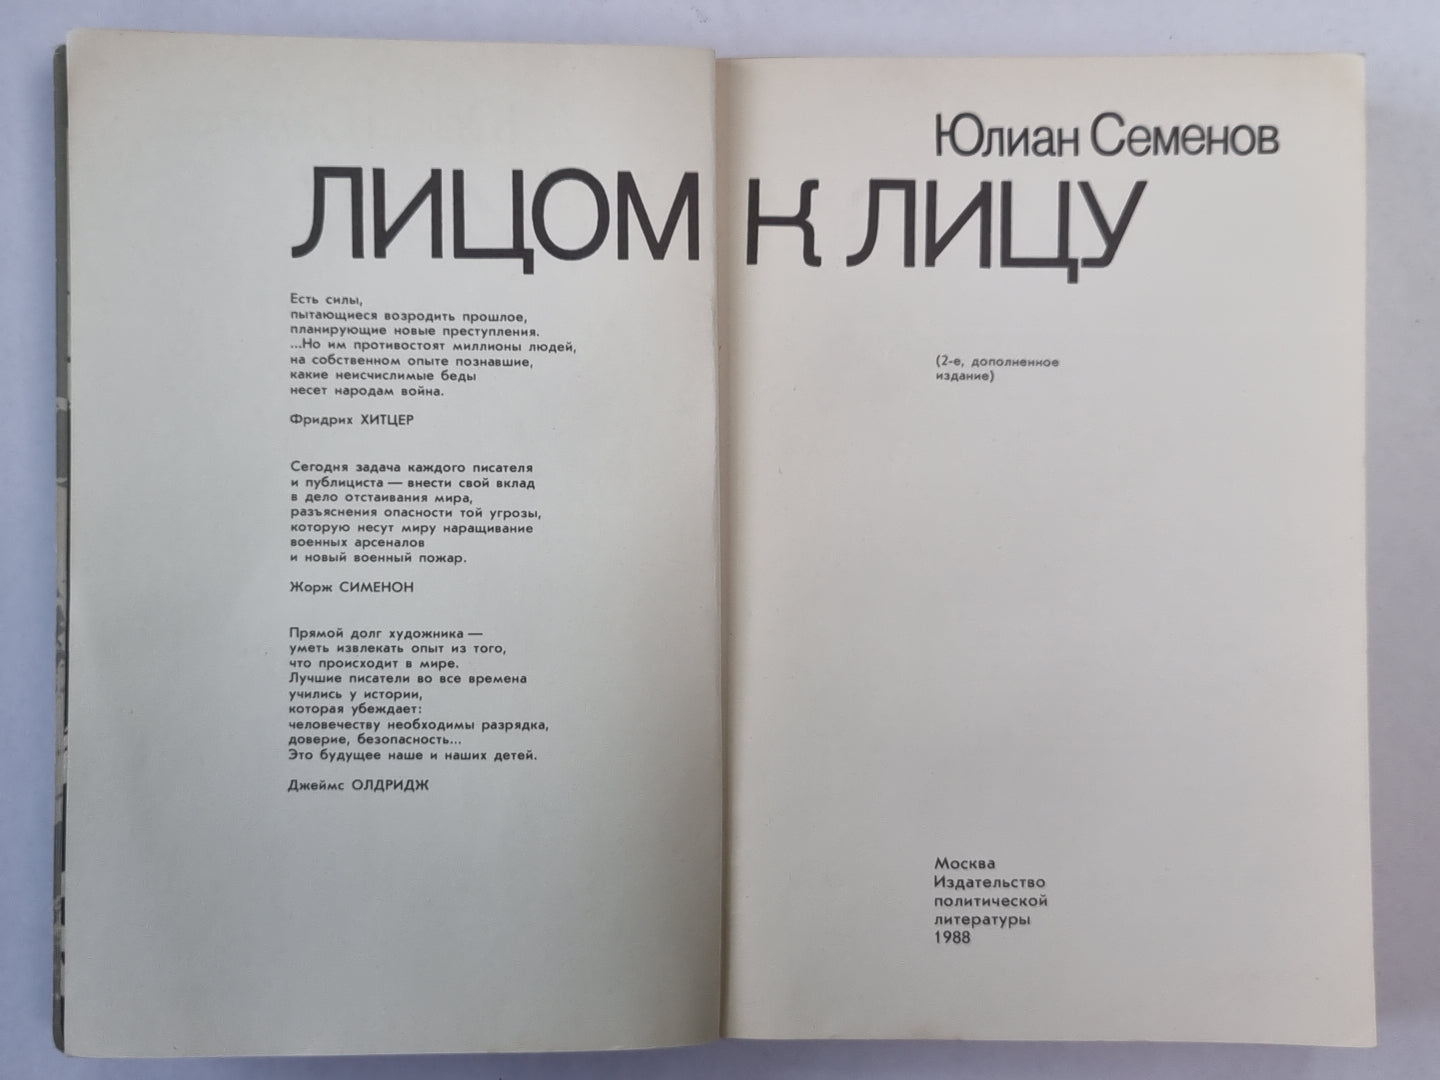 Юлиан Семенов
ЛИЦОМ К ЛИЦУ
Есть силы,
пытающиеся возродить прошлое,
планирующие новые преступления.
...Но им противостоят миллионы людей,
на собственном опыте познавшие,
какие неисчислимые беды
несет народам война.
Фридрих ХИТЦЕР
Сегодня задача каждого писателя
и публициста — внести свой вклад
в дело отстаивания мира,
разъяснения опасности той угрозы,
которую несут миру наращивание
военных арсеналов
и новый военный пожар.
Жорж СИМЕНОН
Прямой долг художника —
уметь извлекать опыт из того,
что происходит в мире.
Лучшие писатели во все времена
учились у истории,
которая убеждает:
человечеству необходимы разрядка,
доверие, безопасность...
Это будущее наше и наших детей.
Джеймс ОЛДРИДЖ
(2-е, дополненное
издание)
Москва
Издательство
политической
литературы
1988